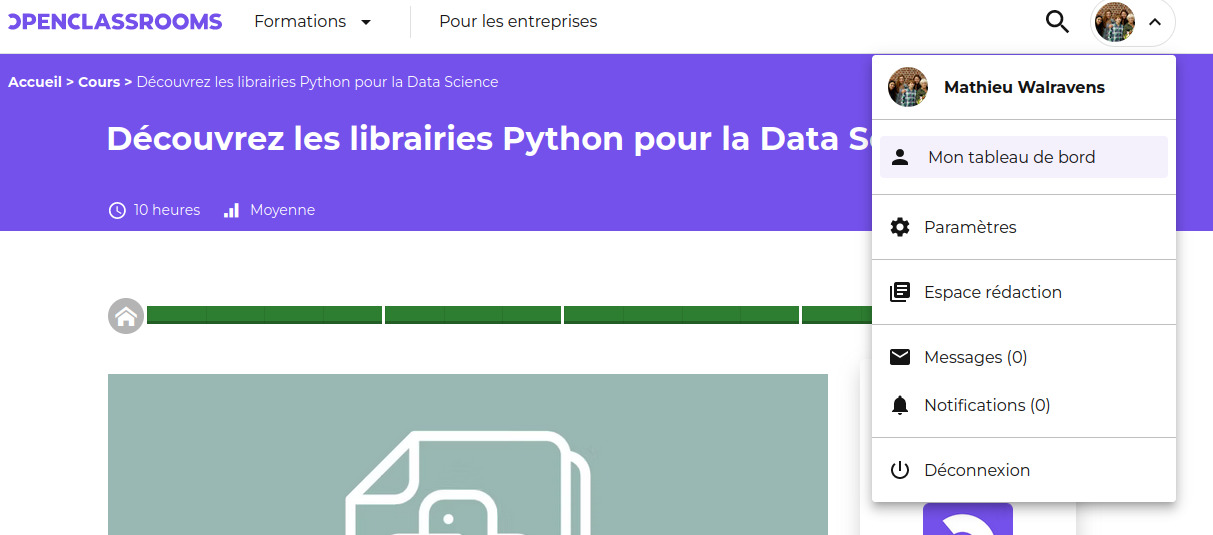 OPENCLASSROOMS Formations Pour les entreprises
Accueil > Cours > Découvrez les librairies Python pour la Data Science
Découvrez les librairies Python pour la Data
10 heures Moyenne
Mathieu Walravens
Mon tableau de bord
Paramètres
Espace rédaction
Messages (0)
Notifications (0)
Déconnexion